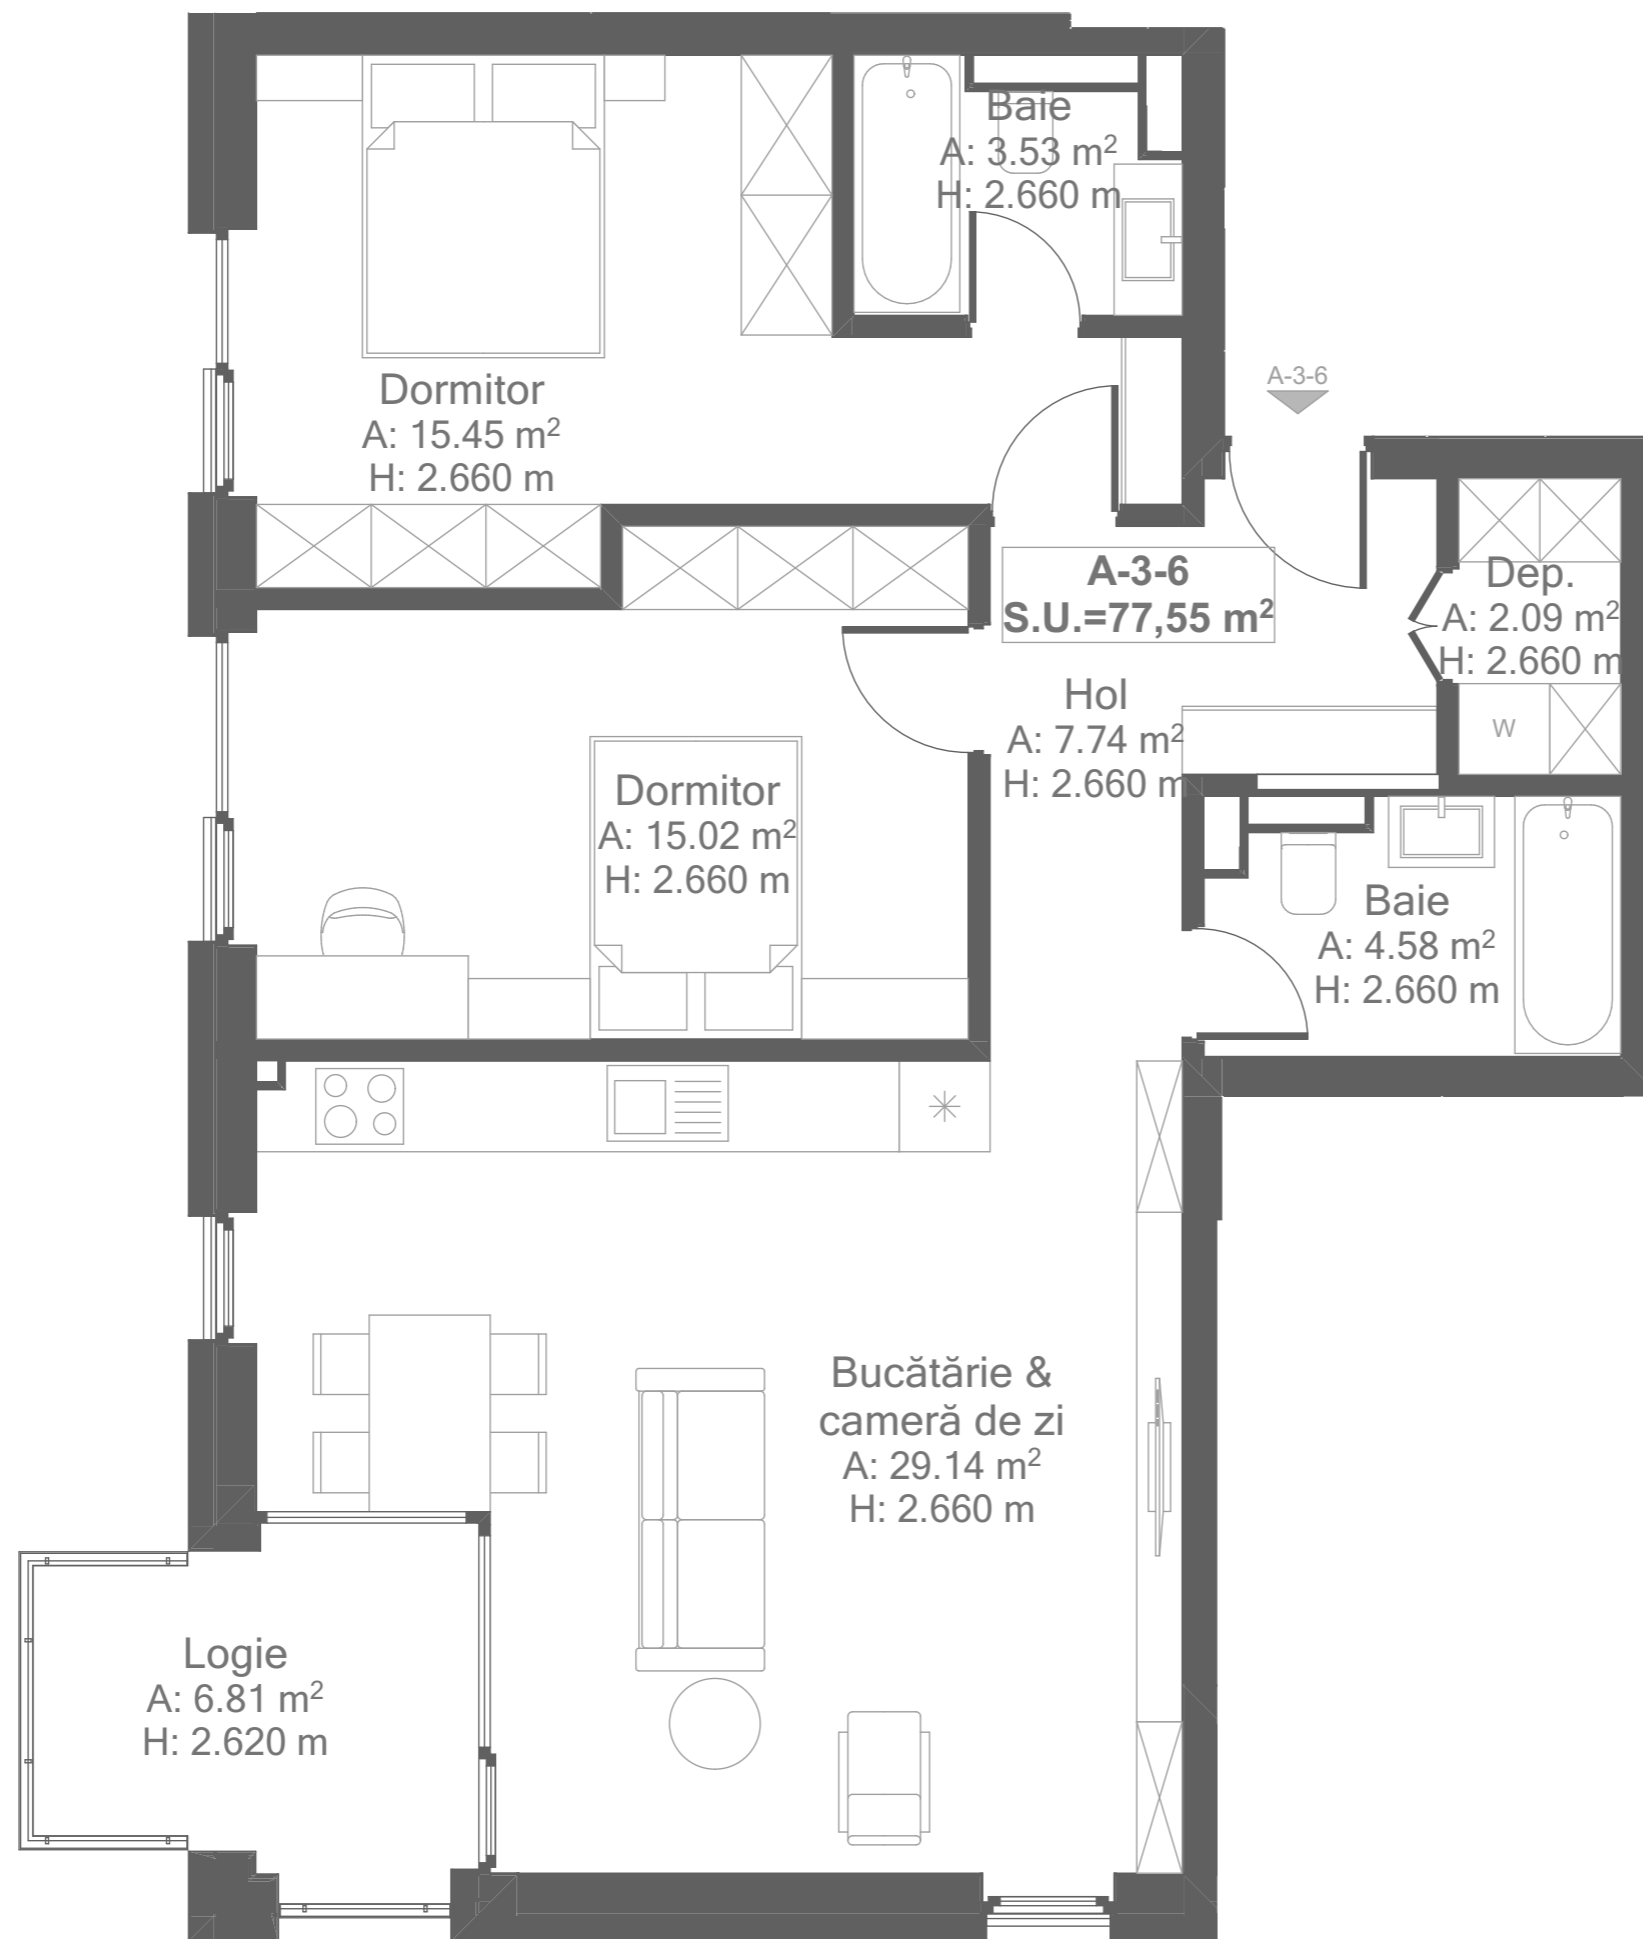 Baie
A: 3.53 m²
H: 2.660 m
Dormitor
A: 15.45 m²
H: 2.660 m
A-3-6
A-3-6
S.U.=77,55 m²
Dep.
A: 2.09 m²
H: 2.660 m
W
Hol
A: 7.74 m²
H: 2.660 m
Dormitor
A: 15.02 m²
H: 2.660 m
Baie
A: 4.58 m²
H: 2.660 m
Bucătărie &
cameră de zi
A: 29.14 m²
H: 2.660 m
Logie
A: 6.81 m²
H: 2.620 m